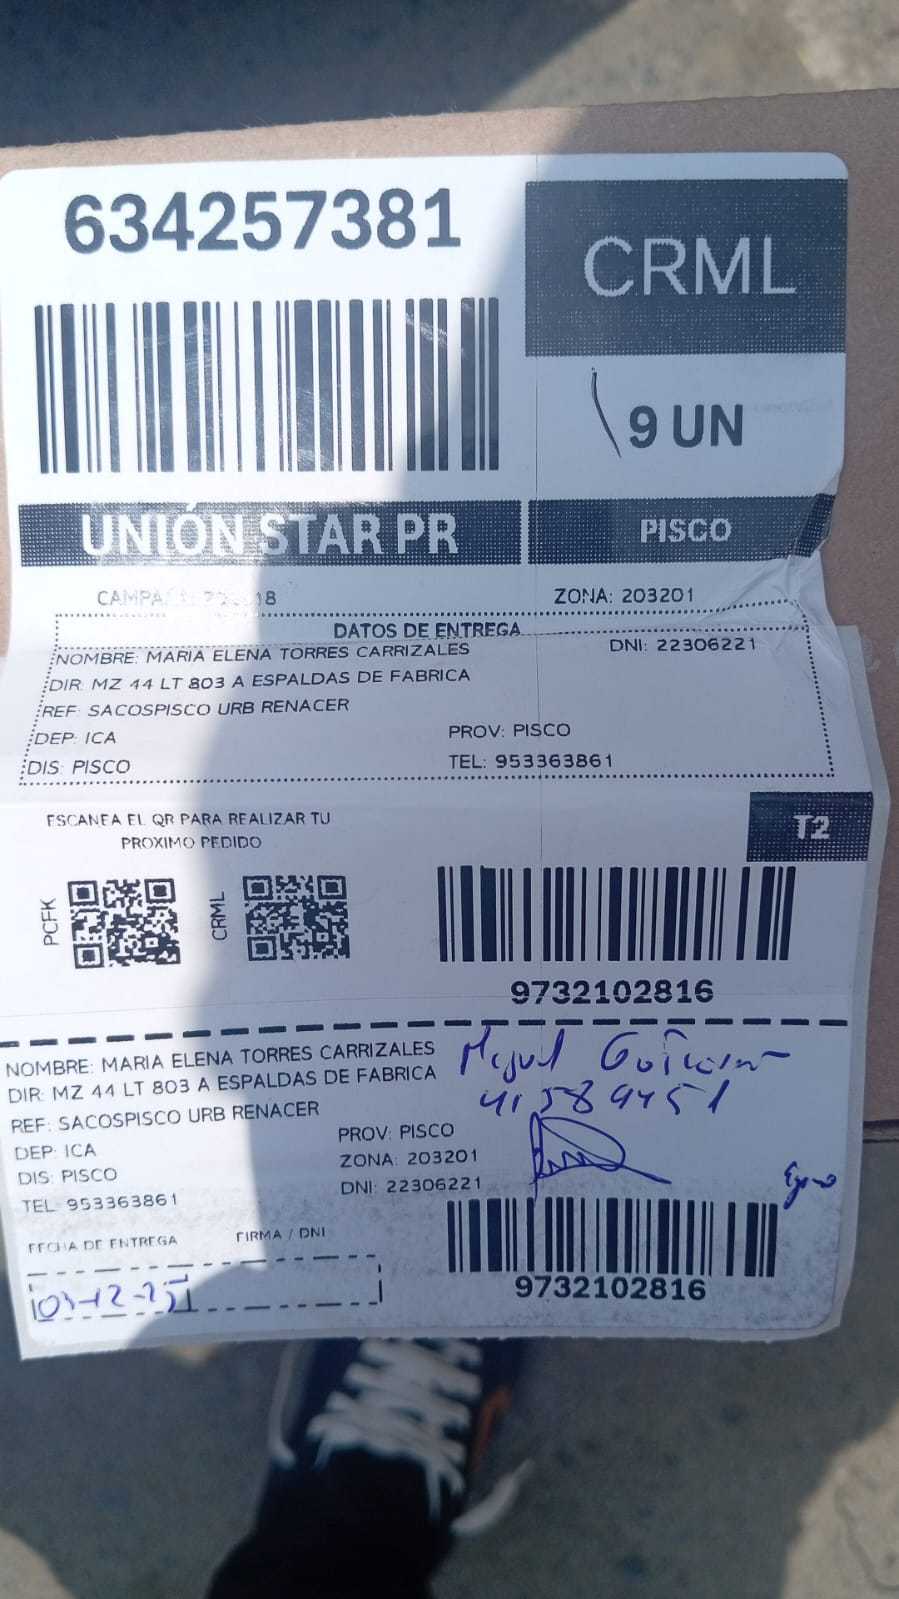 634257381
CRML
9 UN
UNIÓN STAR PR
PISCO
ZONA: 203201
DATOS DE ENTREGA
NOMBRE: MARIA ELENA TORRES CARRIZALES
DNI: 22306221
DIR: MZ 44 LT 803 A ESPALDAS DE FABRICA
REF: SACOSPISCO URB RENACER
DEP: ICA
PROV: PISCO
DIS: PISCO
TEL: 953363861
ESCANEA EL QR PARA REALIZAR TU
PROXIMO PEDIDO
T2
PCFK
CRML
9732102816
NOMBRE: MARIA ELENA TORRES CARRIZALES
Miguel
DIR: MZ 44 LT 803 A ESPALDAS DE FABRICA
REF: SACOSPISCO URB RENACER
DEP: ICA
PROV: PISCO
DIS: PISCO
ZONA: 203201
TEL: 953363861
DNI: 22306221
FECHA DE ENTREGA
FIRMA / DNI
9732102816